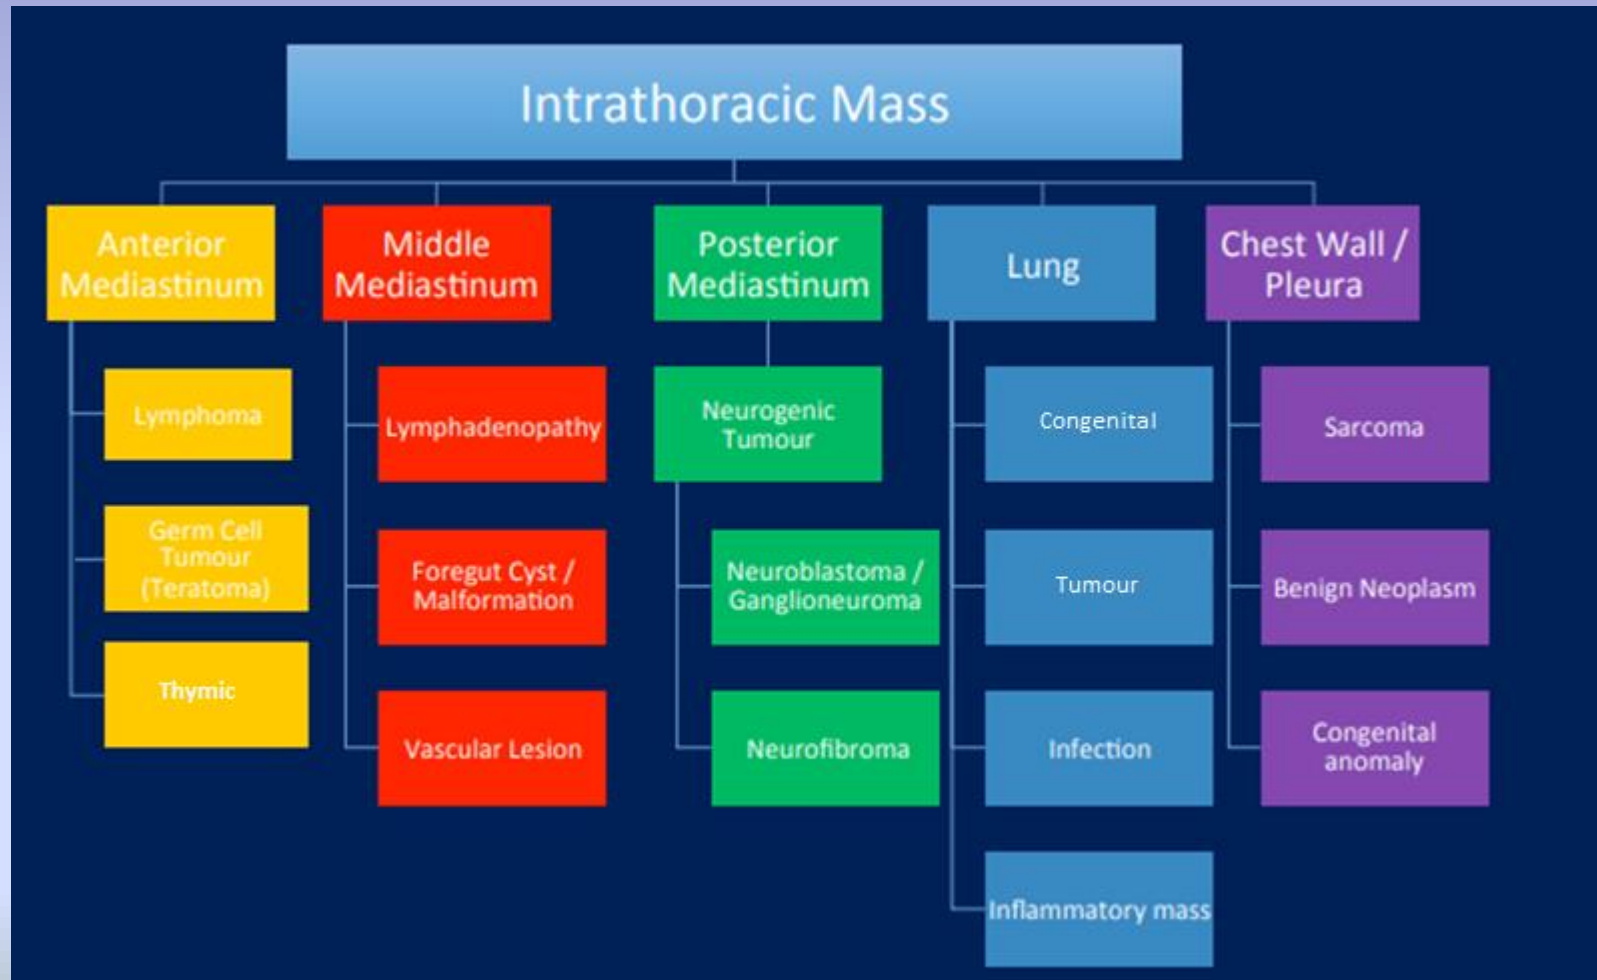 Intrathoracic Mass
Anterior
Mediastinum
Lymphoma
Germ Cell
Tumour
(Teratoma)
Thymic
Middle
Mediastinum
Lymphadenopathy
Foregut Cyst /
Malformation
Vascular Lesion
Posterior
Mediastinum
Neurogenic
Tumour
Neuroblastoma /
Ganglioneuroma
Neurofibroma
Lung
Congenital
Tumour
Infection
Inflammatory mass
Chest Wall /
Pleura
Sarcoma
Benign Neoplasm
Congenital
anomaly